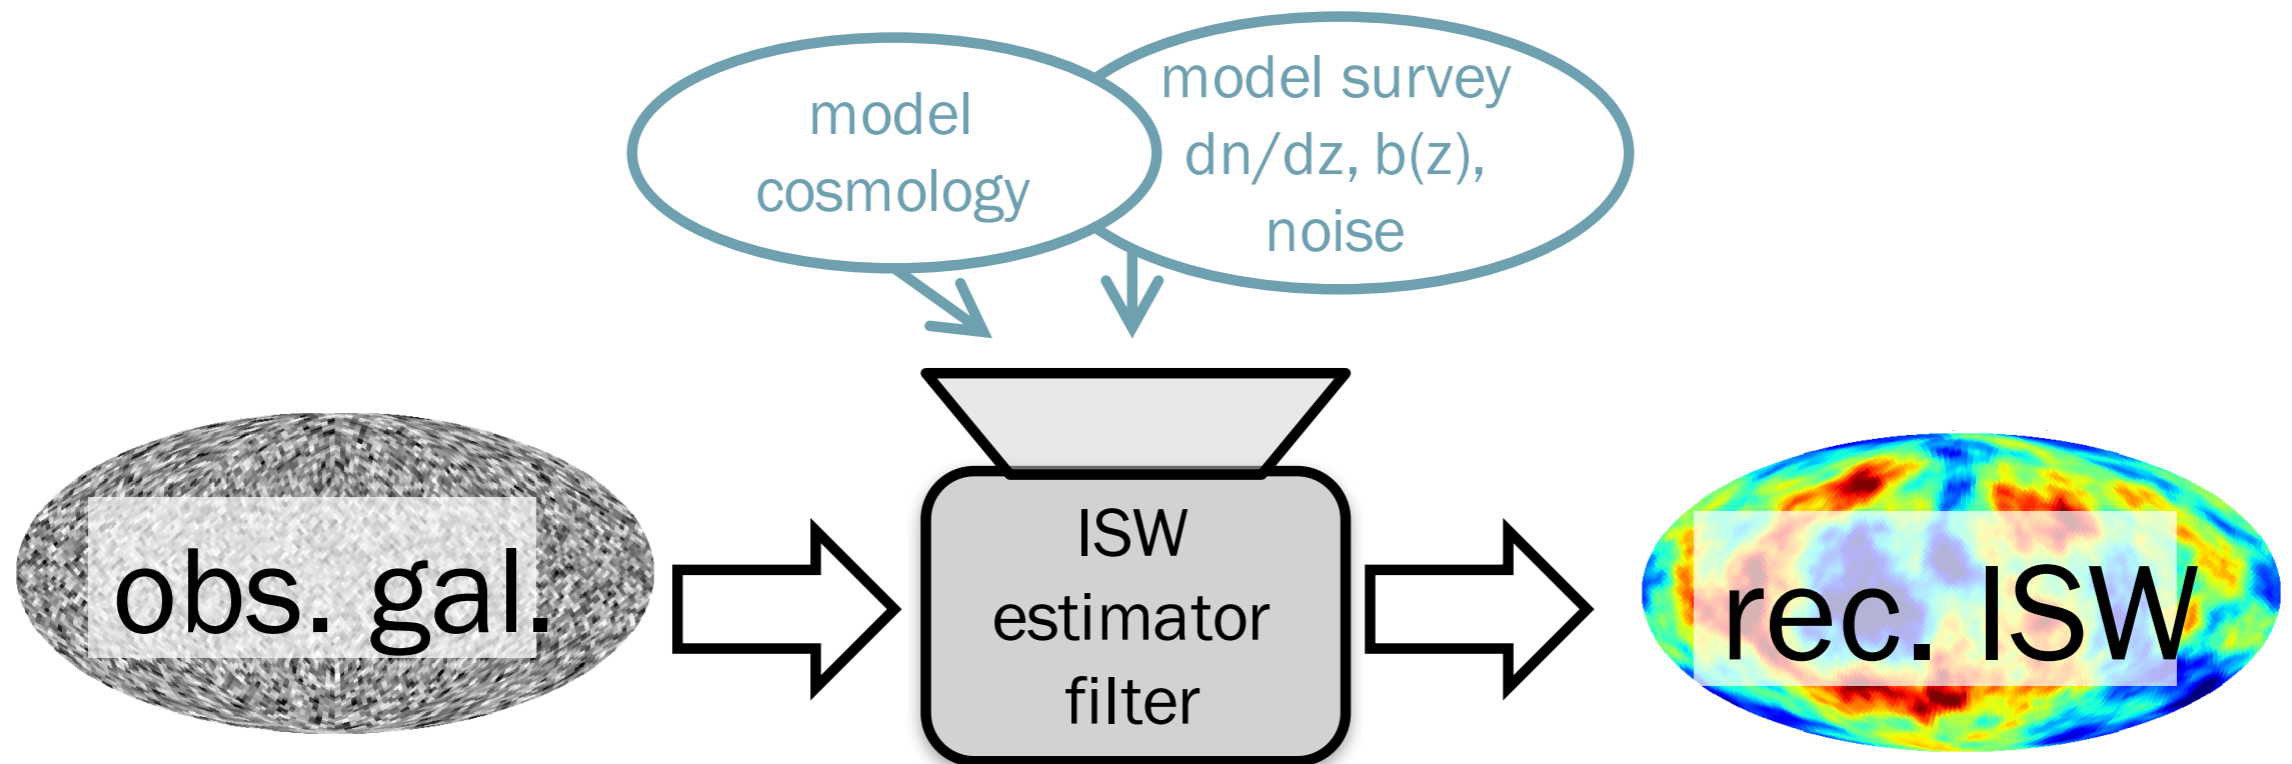 model
cosmology
model survey
dn/dz, b(z),
noise
obs. gal.
ISW
estimator
filter
rec. ISW